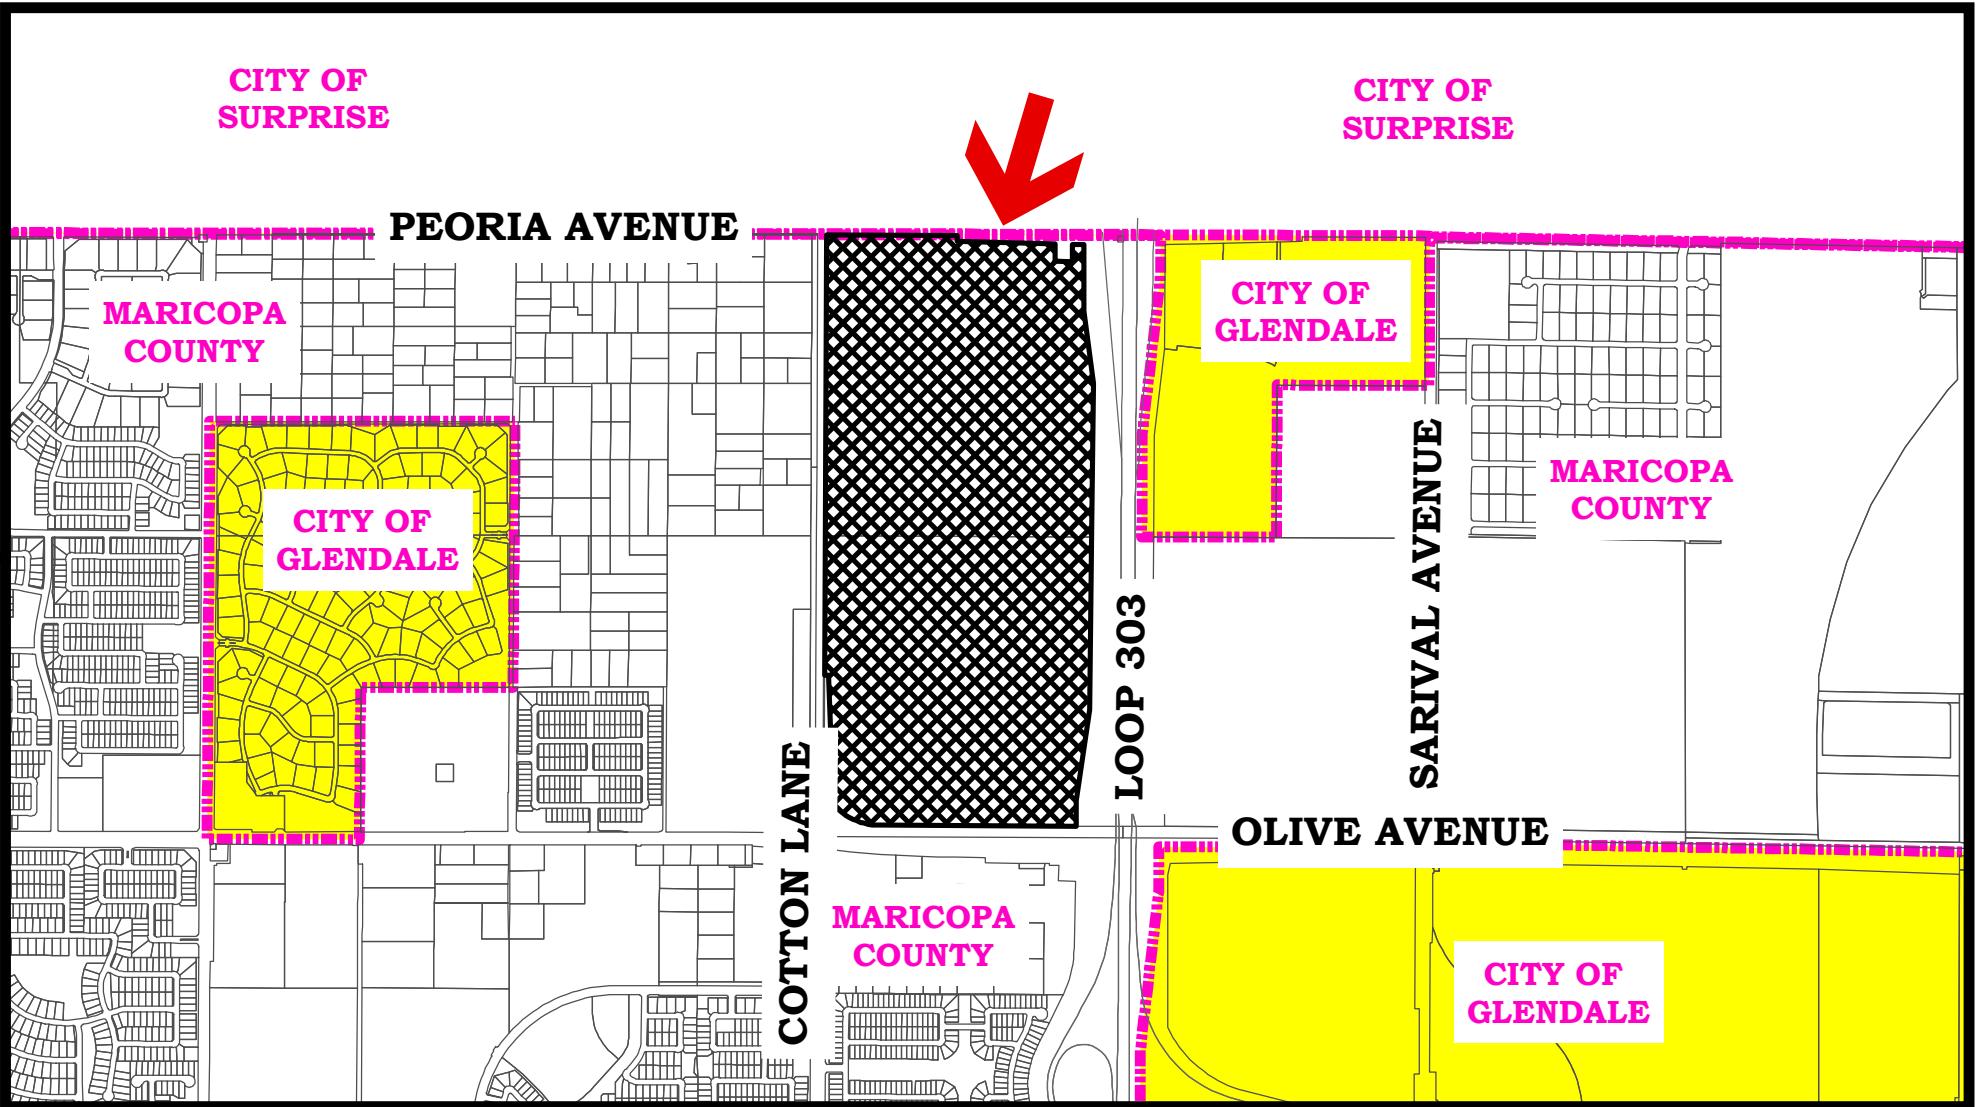 CITY OF
SURPRISE
CITY OF
SURPRISE
PEORIA AVENUE
MARICOPA
COUNTY
CITY OF
GLENDALE
CITY OF
GLENDALE
MARICOPA
COUNTY
SARIVAL AVENUE
LOOP 303
COTTON LANE
OLIVE AVENUE
MARICOPA
COUNTY
CITY OF
GLENDALE